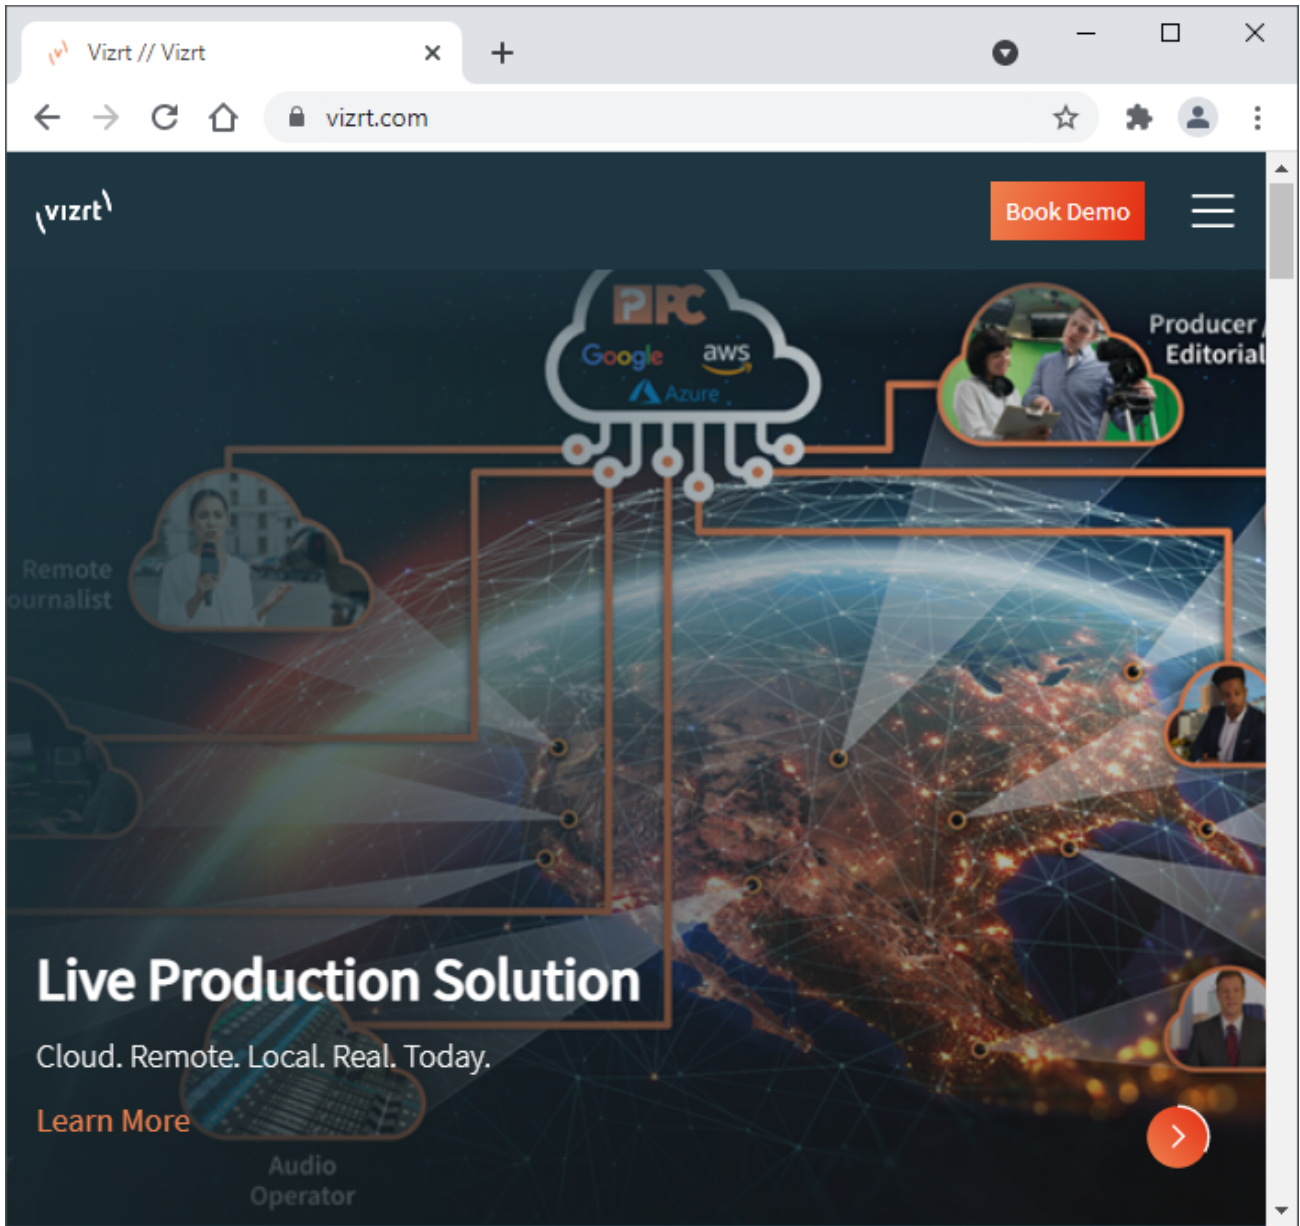 Vizrt // Vizrt
vizrt.com
vizrt
Book Demo
P PC
Google aws
Azure
Producer /
Editorial
Remote
ournalist
Live Production Solution
Cloud. Remote. Local. Real. Today.
Learn More
Audio
Operator